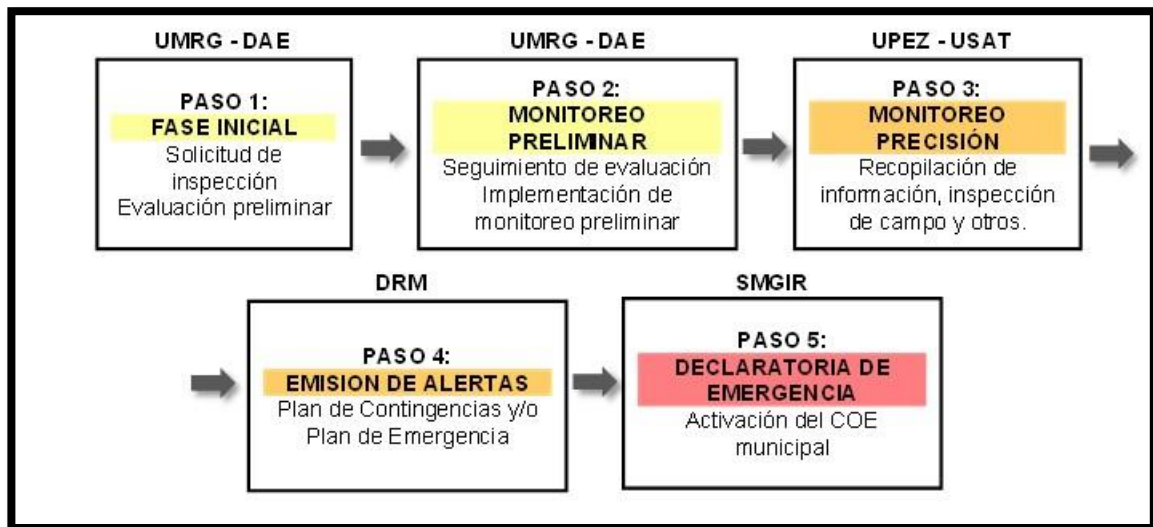 UMRG - DAE
PASO 1:
FASE INICIAL
Solicitud de
inspección
Evaluación preliminar
UMRG - DAE
PASO 2:
MONITOREO
PRELIMINAR
Seguimiento de evaluación
Implementación de
monitoreo preliminar
UPEZ - USAT
PASO 3:
MONITOREO
PRECISIÓN
Recopilación de
información, inspección
de campo y otros.
DRM
PASO 4:
EMISION DE ALERTAS
Plan de Contingencias y/o
Plan de Emergencia
SMGIR
PASO 5:
DECLARATORIA DE
EMERGENCIA
Activación del COE
municipal